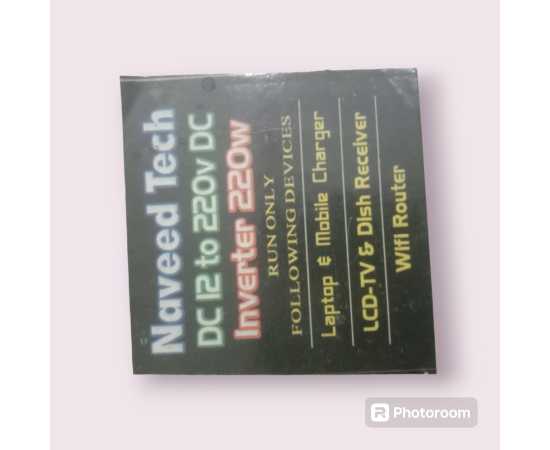 Naveed Tech
DC 12 to 220v DC
Inverter 220w
RUN ONLY
FOLLOWING DEVICES
Laptop & Mobile Charger
LCD-TV & Dish Receiver
Wifi Router
Photoroom